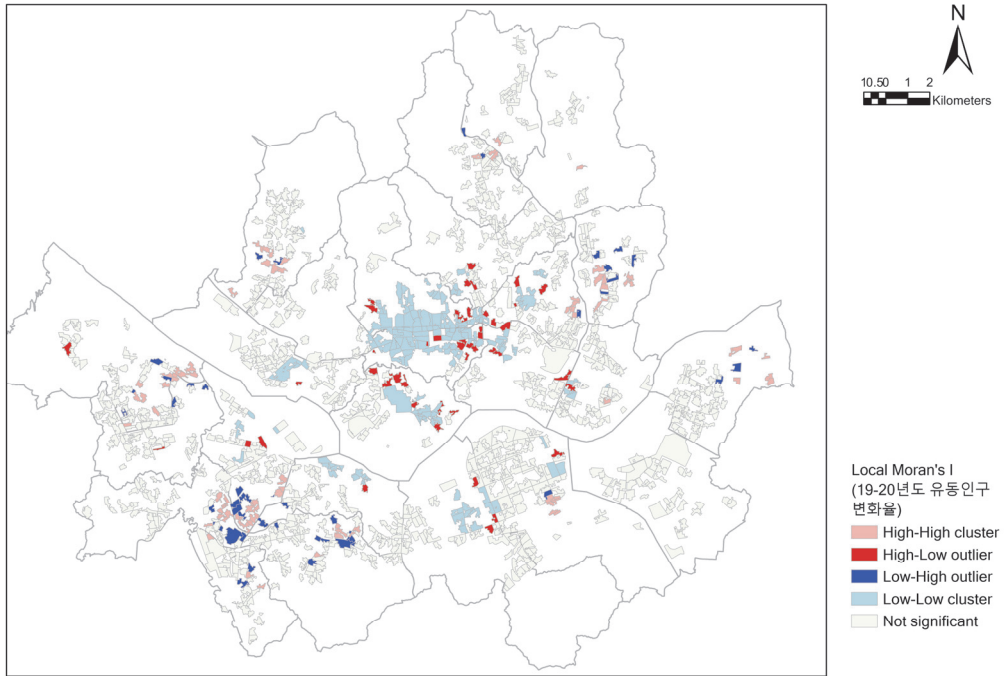 N
10.50 1 2
Kilometers
Local Moran's I
(19-20년도 유동인구
변화율)
High-High cluster
High-Low outlier
Low-High outlier
Low-Low cluster
Not significant